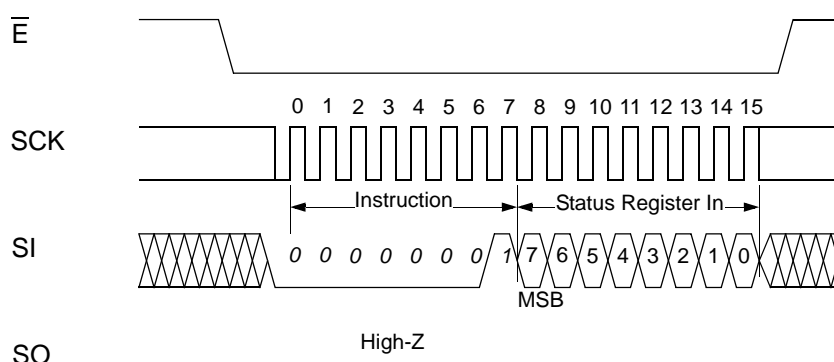 E
0 1 2 3 4 5 6 7 8 9 10 11 12 13 14 15
SCK
Instruction Status Register In
SI 0 0 0 0 0 0 0 1 7 6 5 4 3 2 1 0
MSB
High-Z
SO